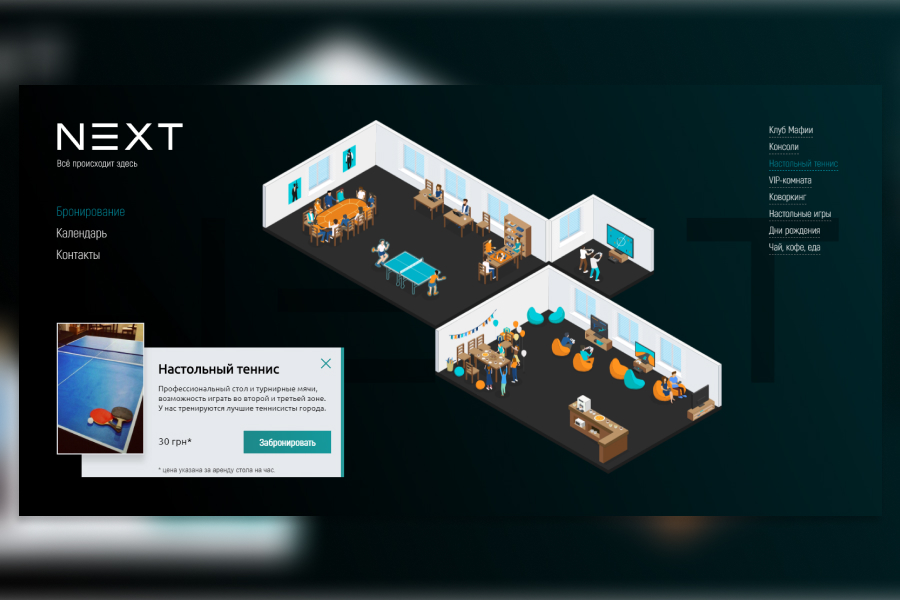 NEXT
Всё происходит здесь
Бронирование
Календарь
Контакты
Клуб Мафии
Консоли
Настольный теннис
VIP-комната
Коворкинг
Настольные игры
Дни рождения
Чай, кофе, еда
Настольный теннис
Профессиональный стол и турнирные мячи,
возможность играть во второй и третьей зоне.
У нас тренируются лучшие теннисисты города.
30 грн*
Забронировать
* цена указана за аренду стола на час.